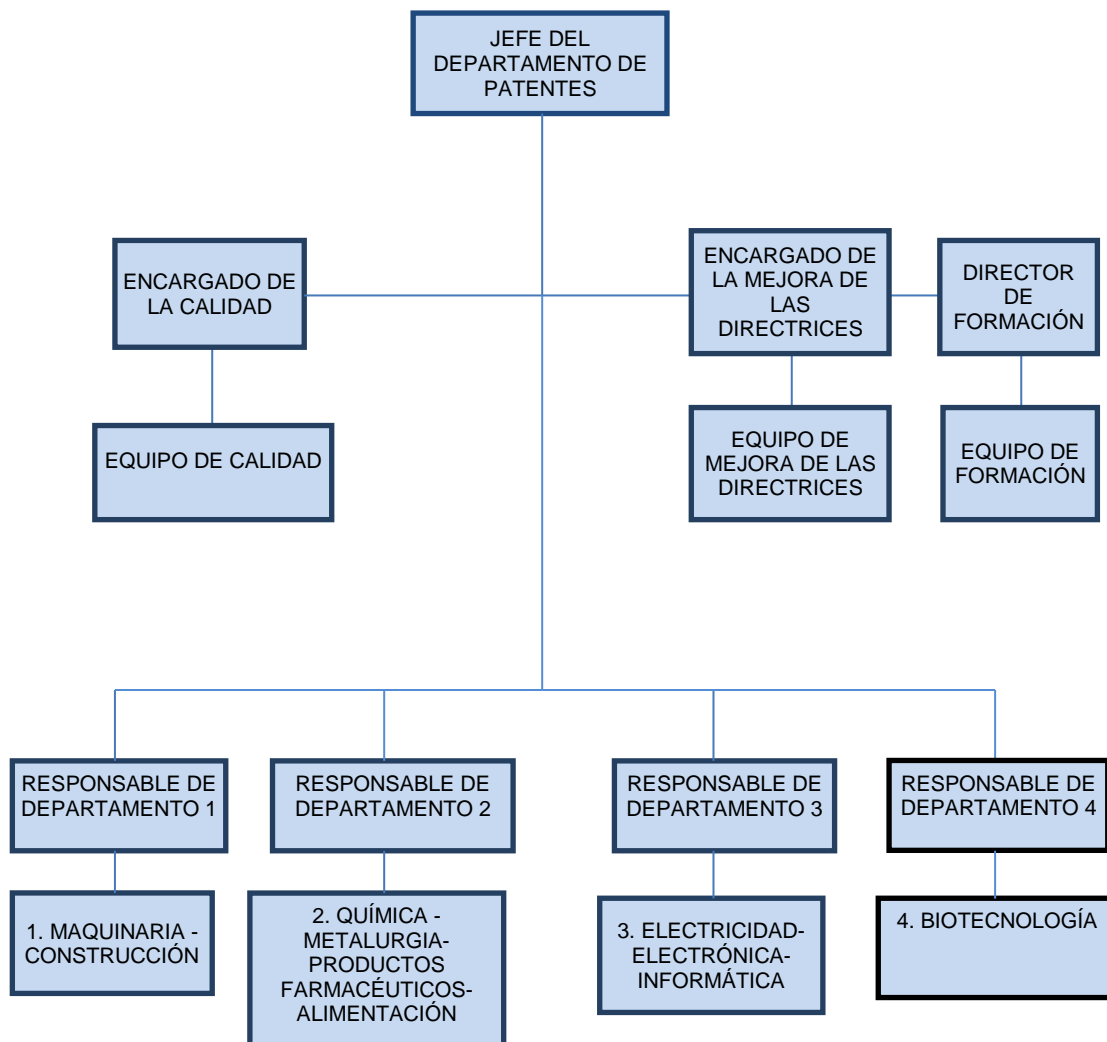 JEFE DEL
DEPARTAMENTO DE
PATENTES
ENCARGADO DE
LA CALIDAD
ENCARGADO DE
LA MEJORA DE
LAS
DIRECTRICES
DIRECTOR
DE
FORMACIÓN
EQUIPO DE CALIDAD
EQUIPO DE
MEJORA DE LAS
DIRECTRICES
EQUIPO DE
FORMACIÓN
RESPONSABLE DE
DEPARTAMENTO 1
RESPONSABLE DE
DEPARTAMENTO 2
RESPONSABLE DE
DEPARTAMENTO 3
RESPONSABLE DE
DEPARTAMENTO 4
1. MAQUINARIA -
CONSTRUCCIÓN
2. QUÍMICA -
METALURGIA-
PRODUCTOS
FARMACÉUTICOS-
ALIMENTACIÓN
3. ELECTRICIDAD-
ELECTRÓNICA-
INFORMÁTICA
4. BIOTECNOLOGÍA